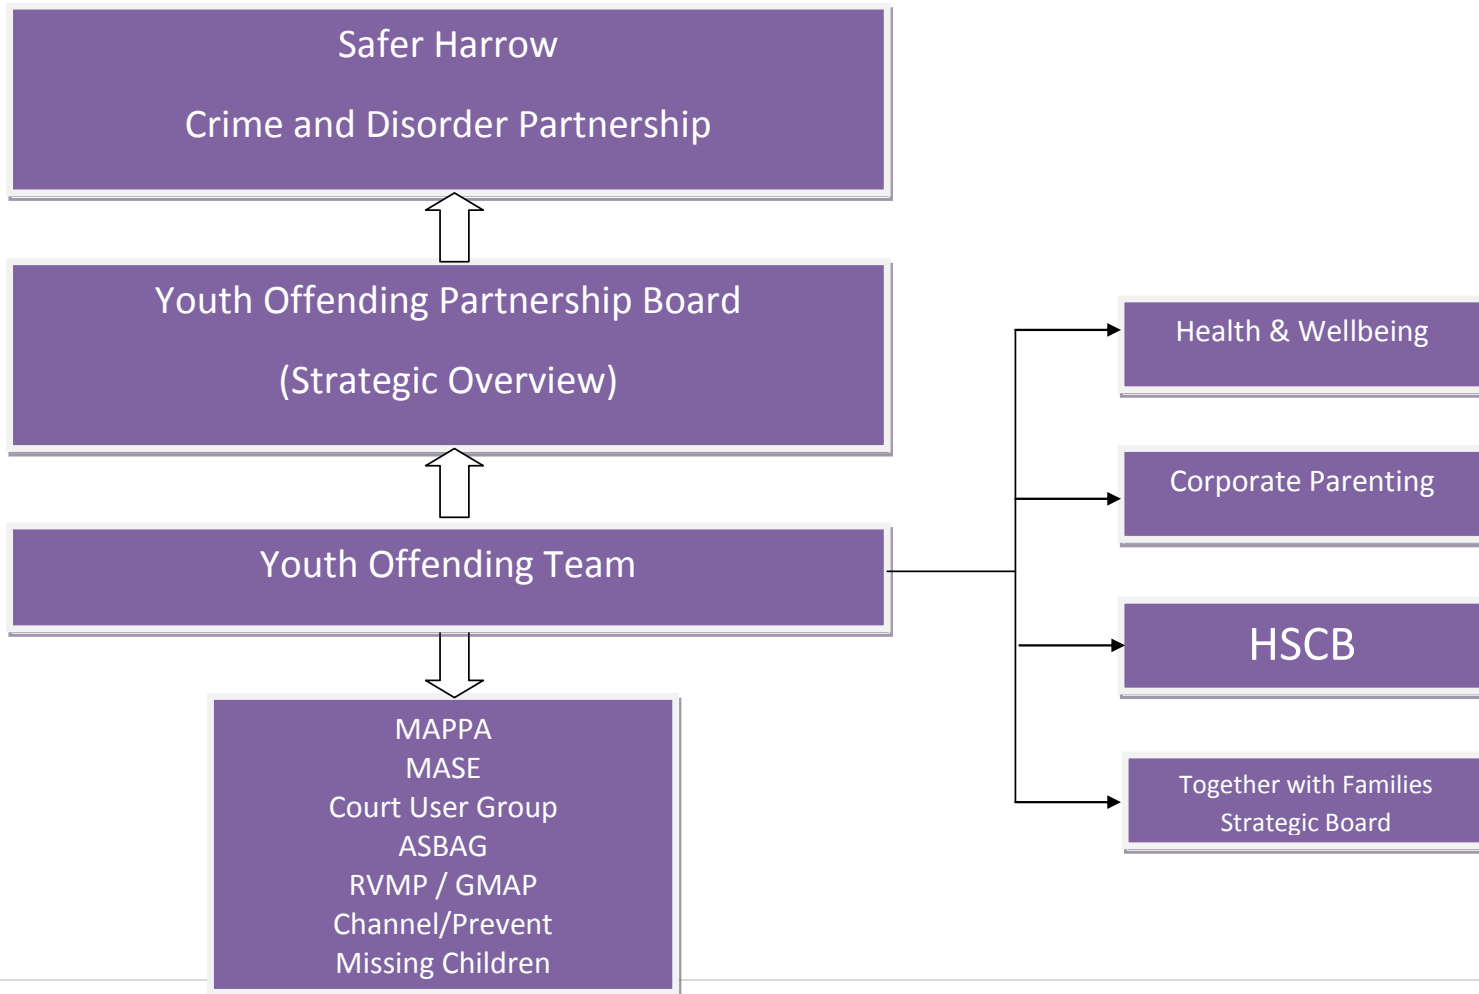 Safer Harrow
Crime and Disorder Partnership
Youth Offending Partnership Board
(Strategic Overview)
Youth Offending Team
MAPPA
MASE
Court User Group
ASBAG
RVMP / GMAP
Channel/Prevent
Missing Children
Health & Wellbeing
Corporate Parenting
HSCB
Together with Families
Strategic Board